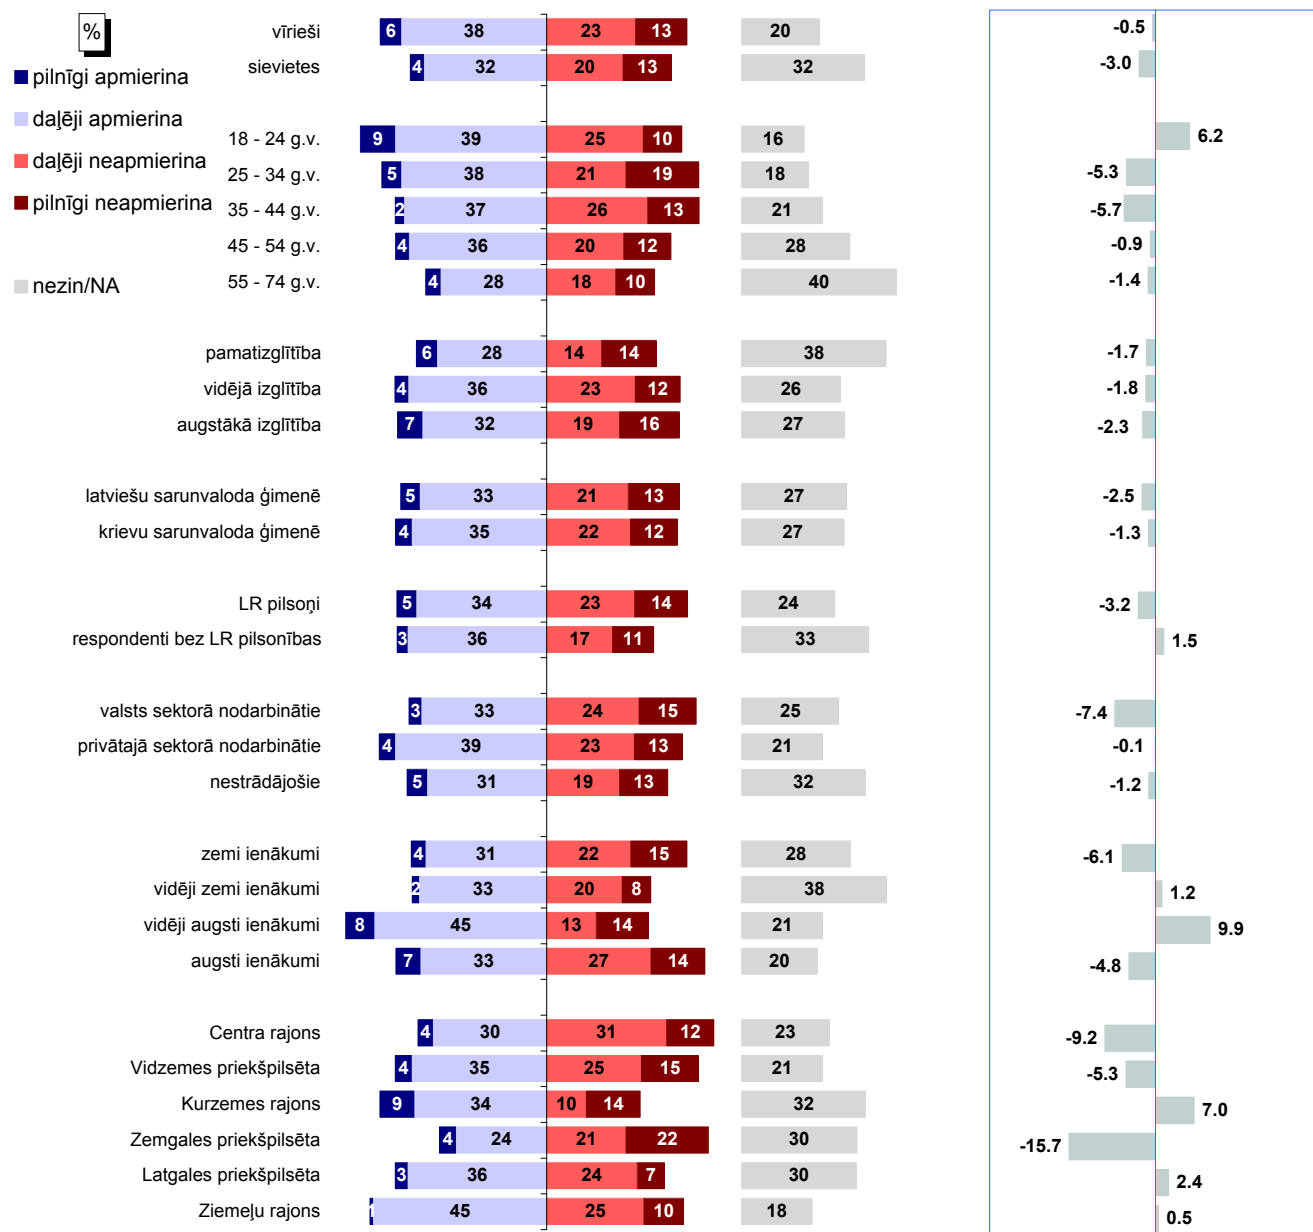 %
pilnīgi apmierina
daļēji apmierina
daļēji neapmierina
pilnīgi neapmierina
nezin/NA
vīrieši 6 38 23 13 20 -0.5
sievietes 4 32 20 13 32 -3.0
18 - 24 g.v. 9 39 25 10 16 6.2
25 - 34 g.v. 5 38 21 19 18 -5.3
35 - 44 g.v. 2 37 26 13 21 -5.7
45 - 54 g.v. 4 36 20 12 28 -0.9
55 - 74 g.v. 4 28 18 10 40 -1.4
pamatizglītība 6 28 14 14 38 -1.7
vidējā izglītība 4 36 23 12 26 -1.8
augstākā izglītība 7 32 19 16 27 -2.3
latviešu sarunvaloda ģimenē 5 33 21 13 27 -2.5
krievu sarunvaloda ģimenē 4 35 22 12 27 -1.3
LR pilsoņi 5 34 23 14 24 -3.2
respondenti bez LR pilsonības 3 36 17 11 33 1.5
valsts sektorā nodarbinātie 3 33 24 15 25 -7.4
privātajā sektorā nodarbinātie 4 39 23 13 21 -0.1
nestrādājošie 5 31 19 13 32 -1.2
zemi ienākumi 4 31 22 15 28 -6.1
vidēji zemi ienākumi 2 33 20 8 38 1.2
vidēji augsti ienākumi 8 45 13 14 21 9.9
augsti ienākumi 7 33 27 14 20 -4.8
Centra rajons 4 30 31 12 23 -9.2
Vidzemes priekšpilsēta 4 35 25 15 21 -5.3
Kurzemes rajons 9 34 10 14 32 7.0
Zemgales priekšpilsēta 4 24 21 22 30 -15.7
Latgales priekšpilsēta 3 36 24 7 30 2.4
Ziemeļu rajons 1 45 25 10 18 0.5